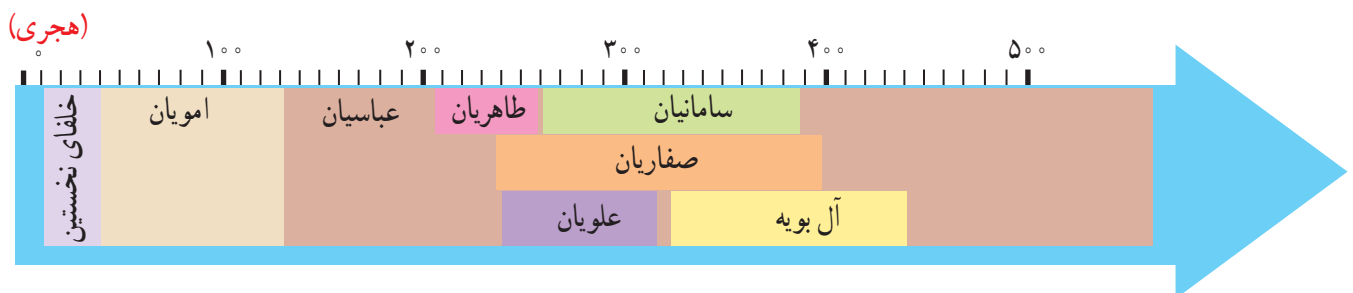 (هجری)
۰ ۱۰۰ ۲۰۰ ۳۰۰ ۴۰۰ ۵۰۰
خلفای نخستین
امویان
عباسیان
طاهریان
سامانیان
صفاریان
علویان
آل بویه